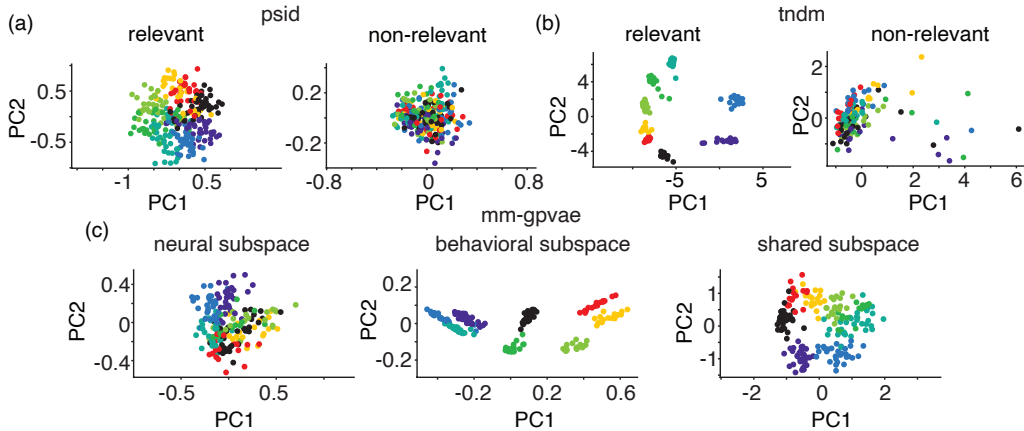 (a)
psid
relevant
non-relevant
PC2
0.5
-0.5
-1
0.5
PC1
0.8
0
-0.8
-0.8
0
0.8
PC1
(b)
tndm
relevant
non-relevant
PC2
4
0
-4
-5
5
PC1
2
0
0
2
4
6
PC1
mm-gpvae
(c)
neural subspace
PC2
0.4
0
-0.4
-0.5
0.5
PC1
behavioral subspace
PC2
0.2
0
-0.2
-0.2
0.2
0.6
PC1
shared subspace
PC2
1
0
-1
-2
0
2
PC1